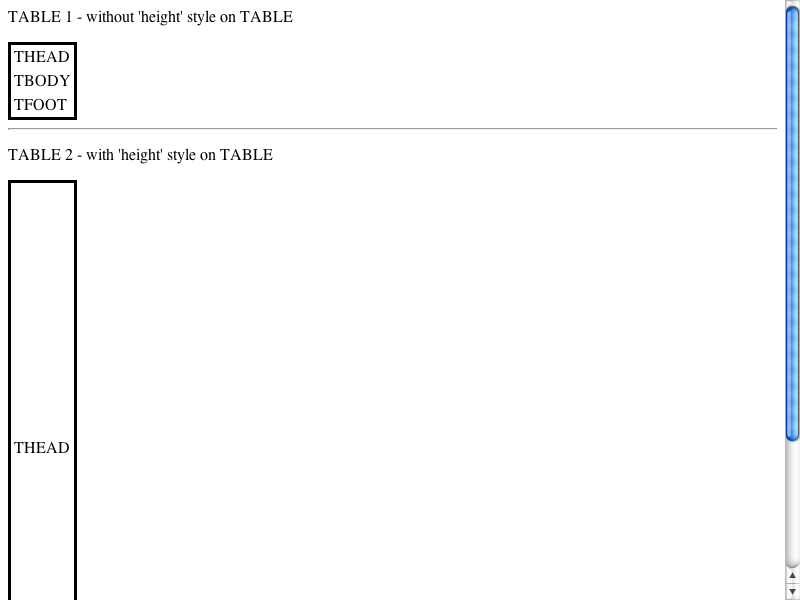 TABLE 1 - without 'height' style on TABLE
THEAD
TBODY
TFOOT
TABLE 2 - with 'height' style on TABLE
THEAD